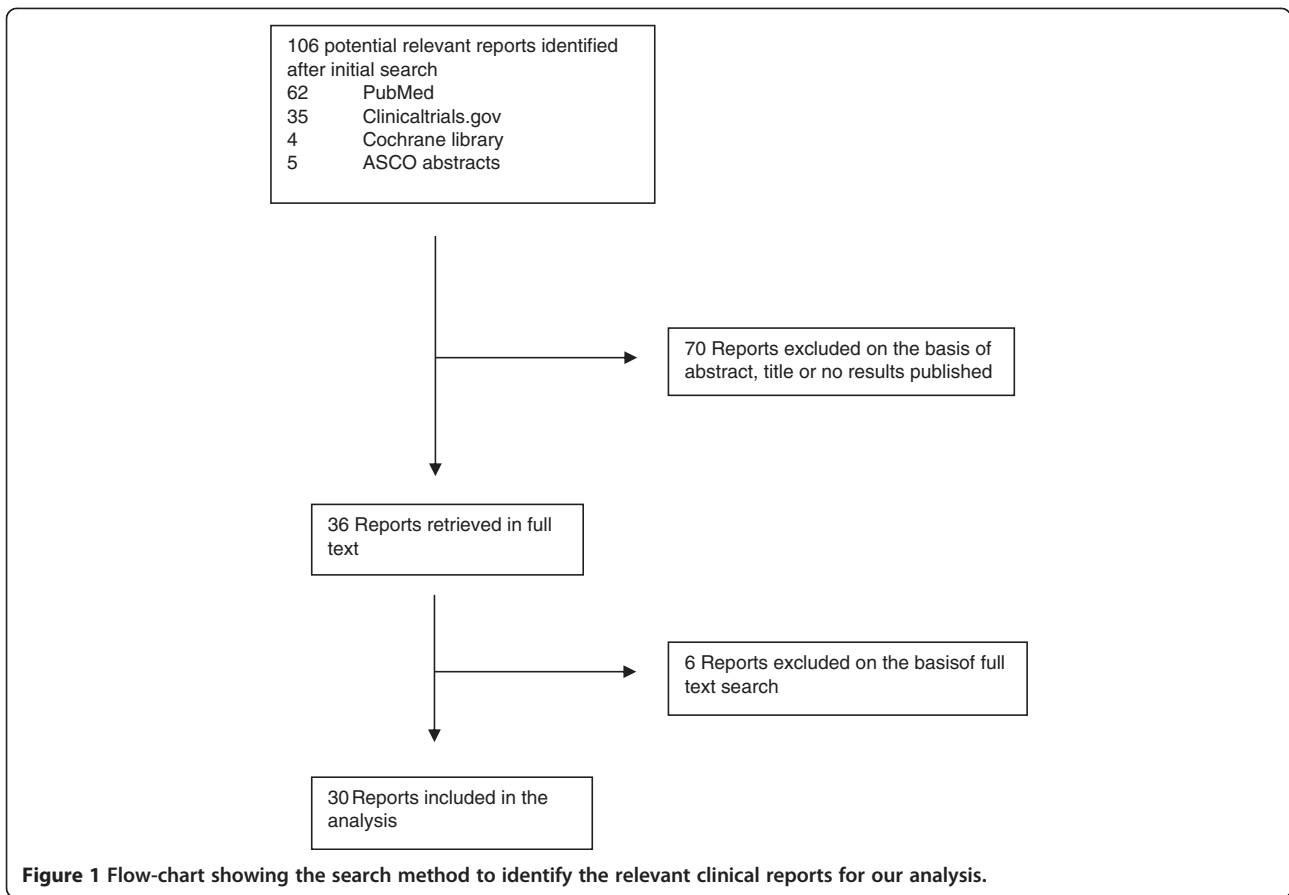 106 potential relevant reports identified
after initial search
62 PubMed
35 Clinicaltrials.gov
4 Cochrane library
5 ASCO abstracts
70 Reports excluded on the basis of
abstract, title or no results published
36 Reports retrieved in full
text
6 Reports excluded on the basisof full
text search
30 Reports included in the
analysis
Figure 1 Flow-chart showing the search method to identify the relevant clinical reports for our analysis.